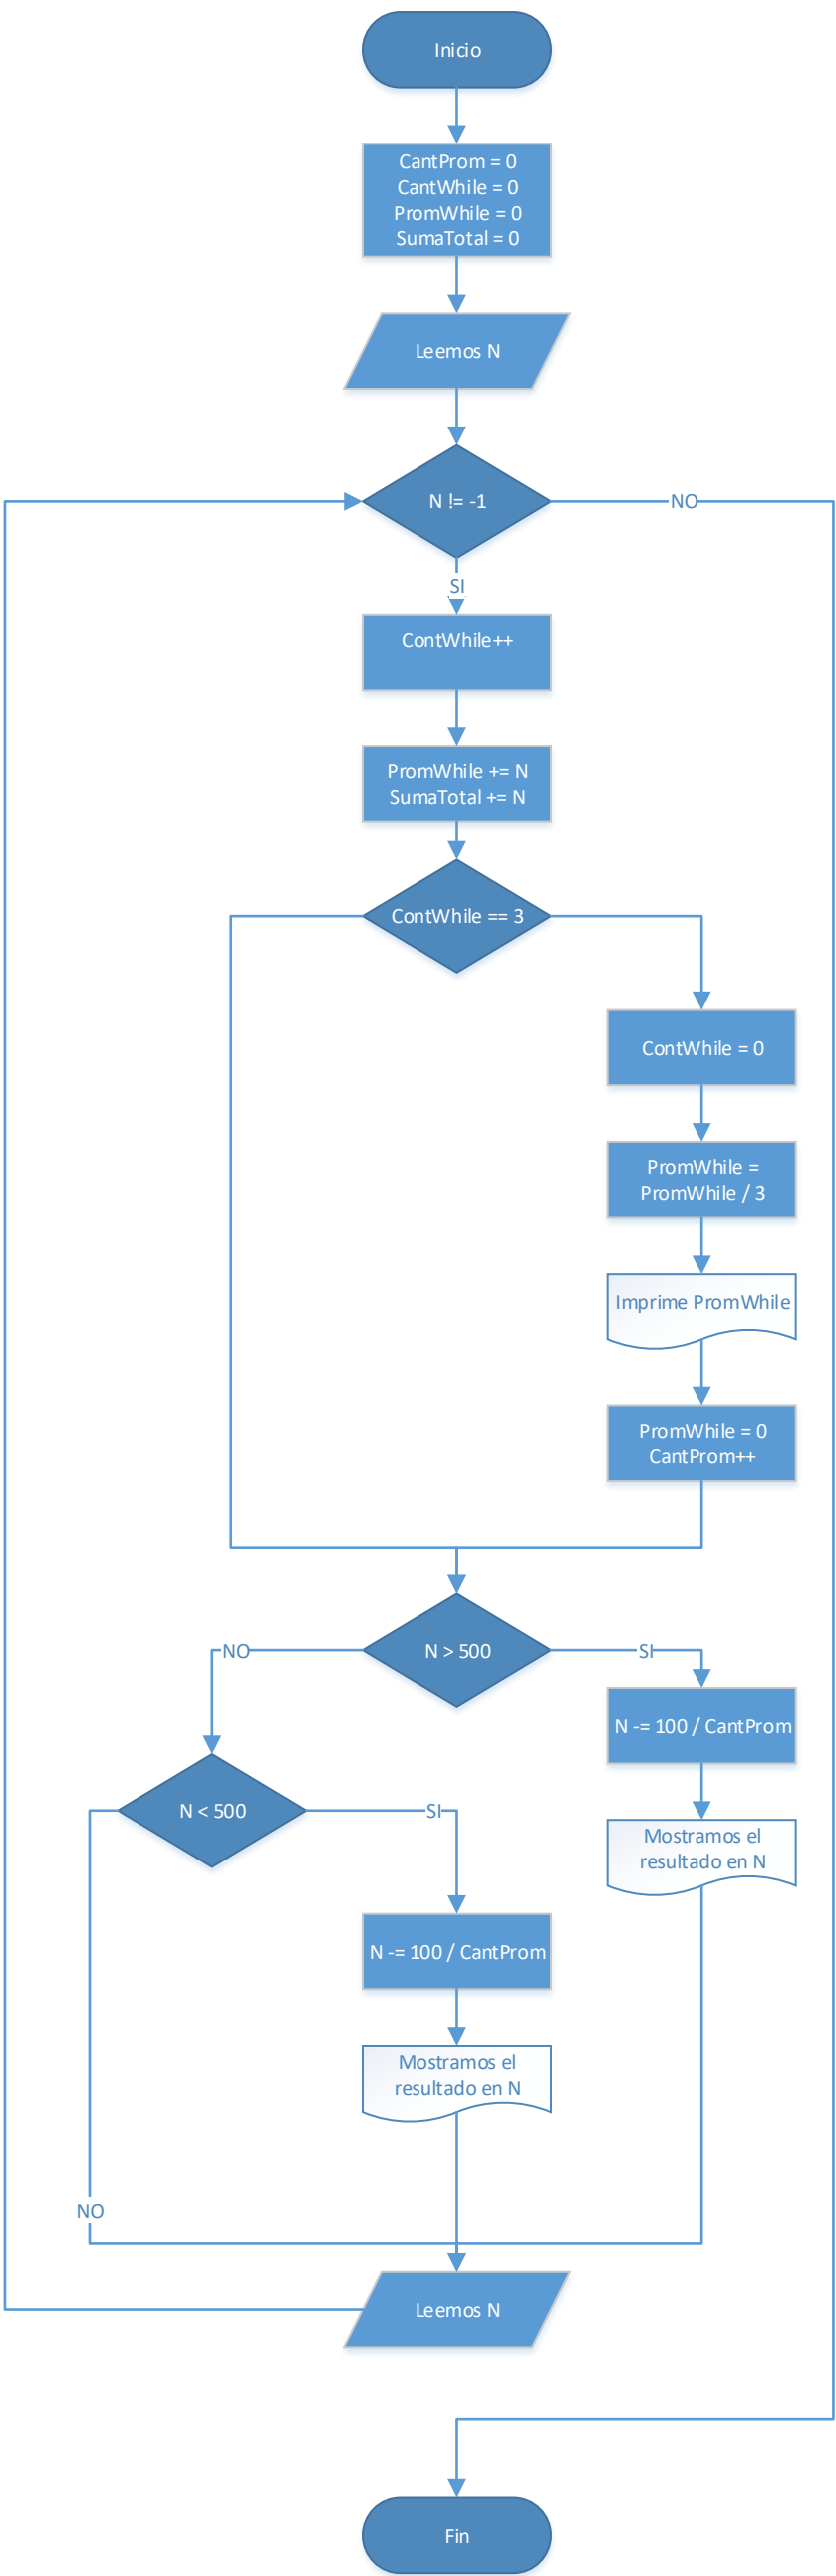 Inicio
CantProm = 0
CantWhile = 0
PromWhile = 0
SumaTotal = 0
Leemos N
N != -1
NO
SI
ContWhile++
PromWhile += N
SumaTotal += N
ContWhile == 3
ContWhile = 0
PromWhile =
PromWhile / 3
Imprime PromWhile
PromWhile = 0
CantProm++
N > 500
NO
SI
N -= 100 / CantProm
Mostramos el
resultado en N
N < 500
SI
N -= 100 / CantProm
Mostramos el
resultado en N
NO
Leemos N
Fin